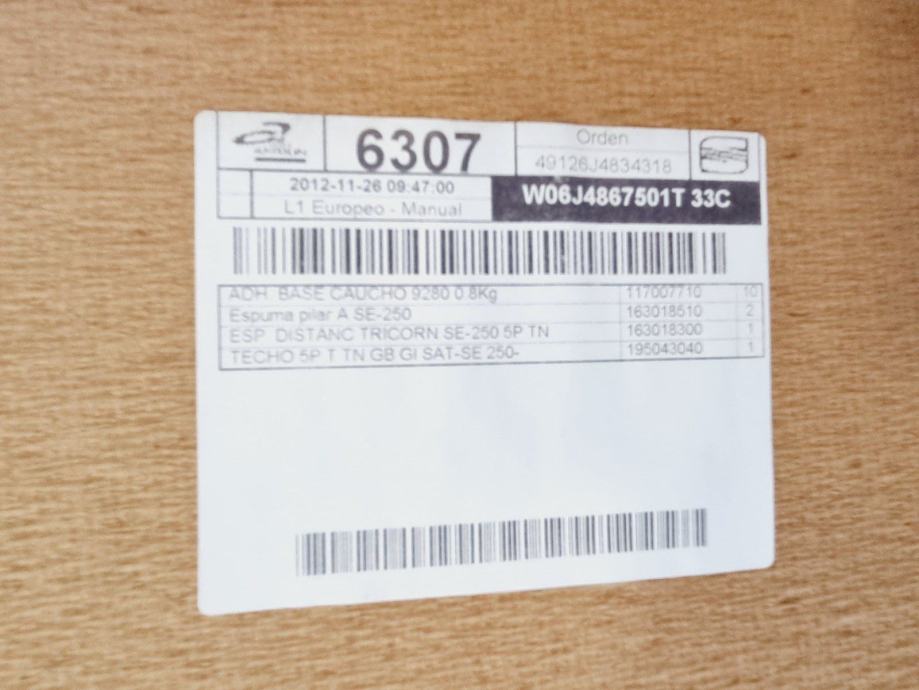 ANTOLIN
6307
Orden
49126J4834318
2012-11-26 09:47:00
L1 Europeo - Manual
W06J4867501T 33C
ADH. BASE CAUCHO 9280 0.8Kg 117007710 10
Espuma pilar A SE-250 163018510 2
ESP. DISTANC TRICORN SE-250 5P TN 163018300 1
TECHO 5P T TN GB GI SAT-SE 250- 195043040 1